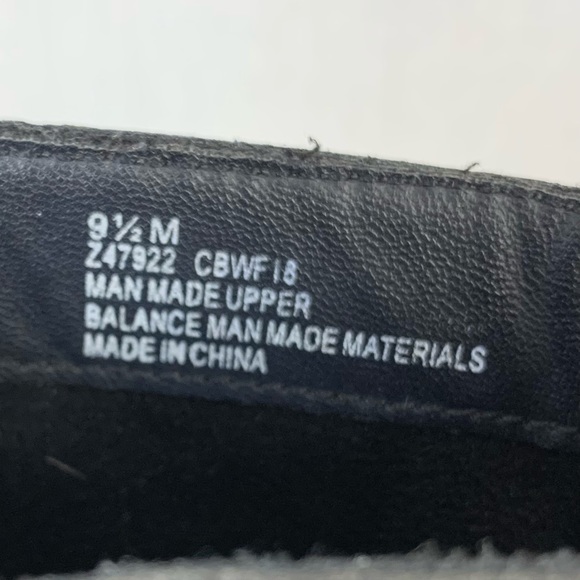 9½ M
Z47922 CBWF18
MAN MADE UPPER
BALANCE MAN MADE MATERIALS
MADE IN CHINA